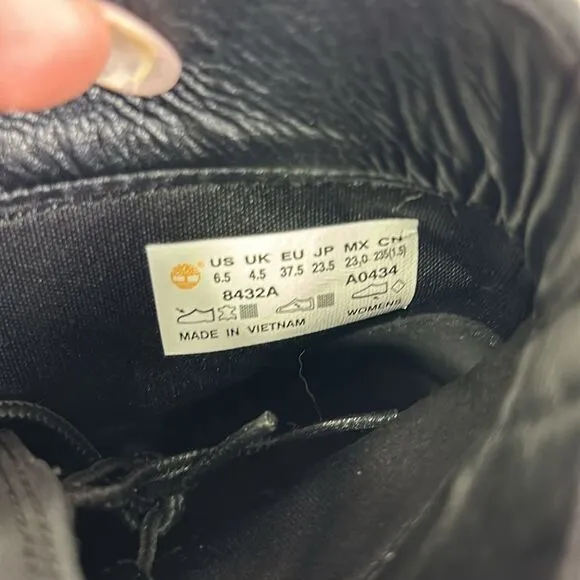 US UK EU JP MX CN
6.5 4.5 37.5 23.5 23,0 235(1.5)
8432A A0434
WOMENS
MADE IN VIETNAM